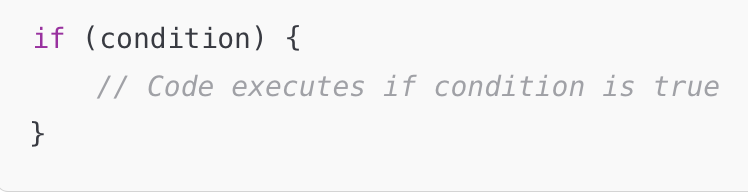 if (condition) {
    // Code executes if condition is true
}